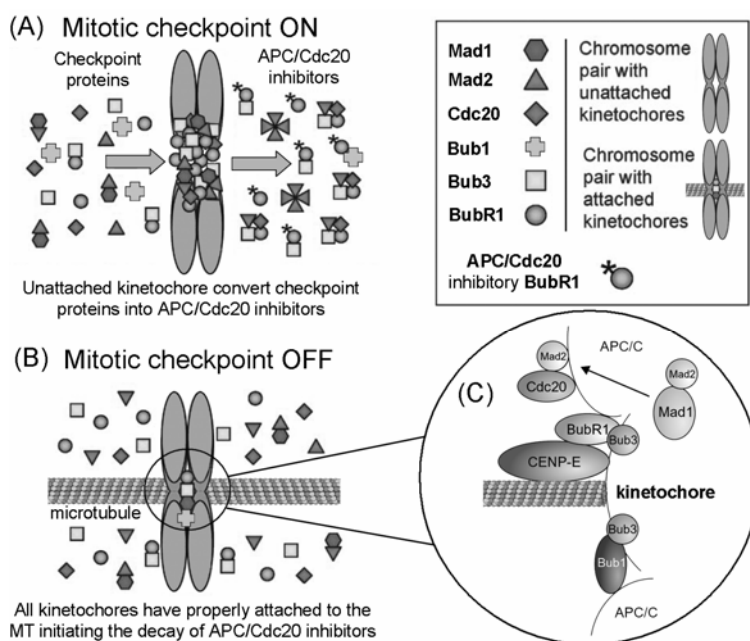 (A) Mitotic checkpoint ON
Checkpoint
proteins
APC/Cdc20
inhibitors
*
*
*
*
*
*
*
Unattached kinetochore convert checkpoint
proteins into APC/Cdc20 inhibitors
Mad1
Mad2
Cdc20
Bub1
Bub3
BubR1
Chromosome
pair with
unattached
kinetochores
Chromosome
pair with
attached
kinetochores
APC/Cdc20
inhibitory BubR1
*
(B) Mitotic checkpoint OFF
microtubule
All kinetochores have properly attached to the
MT initiating the decay of APC/Cdc20 inhibitors
(C)
APC/C
Mad2
Cdc20
Mad2
Mad1
BubR1
Bub3
CENP-E
kinetochore
Bub3
Bub1
APC/C